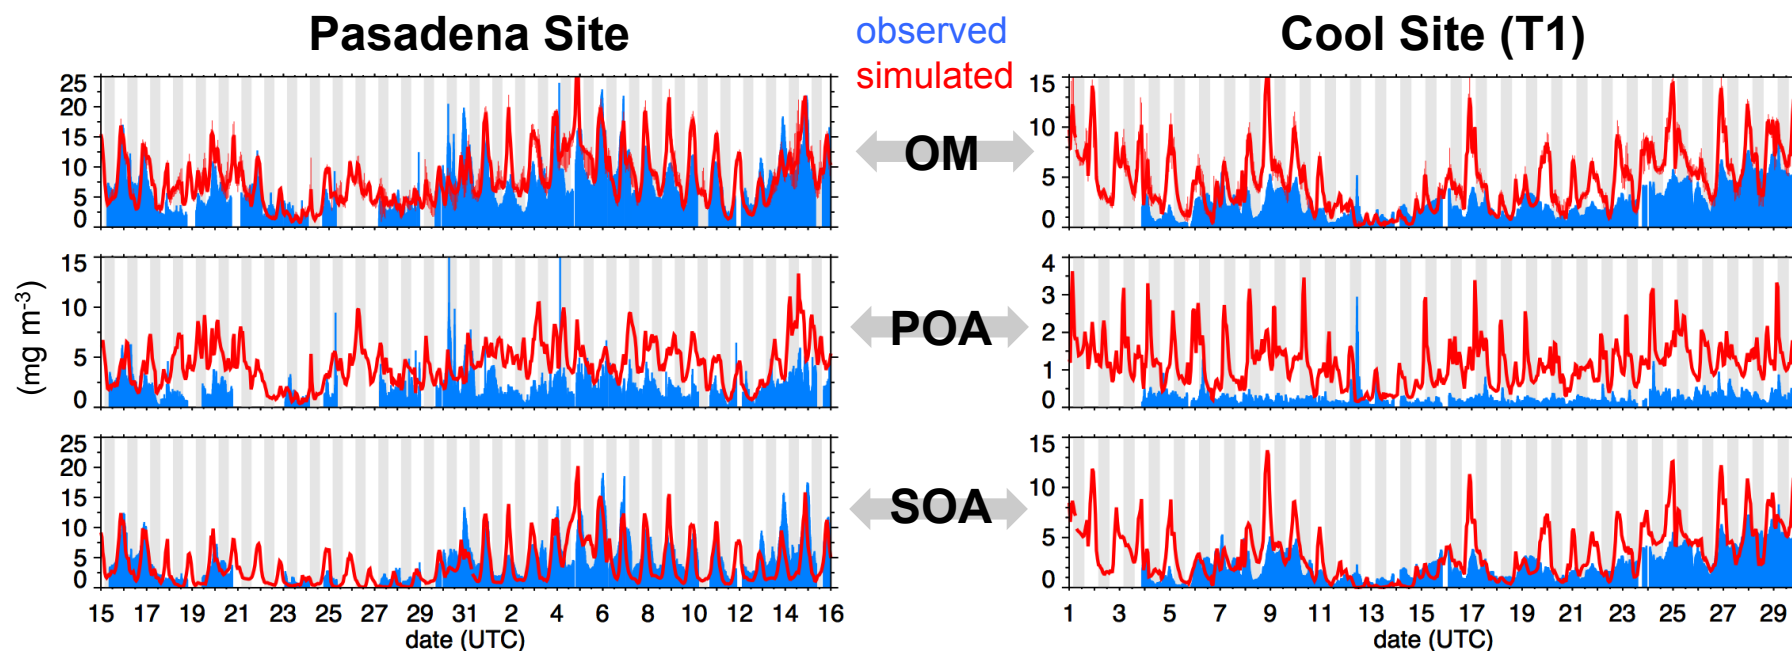 Pasadena Site
observed
simulated
Cool Site (T1)
25
20
15
10
5
0
OM
15
10
5
0
(mg m-3)
15
10
5
0
POA
4
3
2
1
0
25
20
15
10
5
0
SOA
15
10
5
0
15 17 19 21 23 25 27 29 31 2 4 6 8 10 12 14 16
date (UTC)
1 3 5 7 9 11 13 15 17 19 21 23 25 27 29
date (UTC)